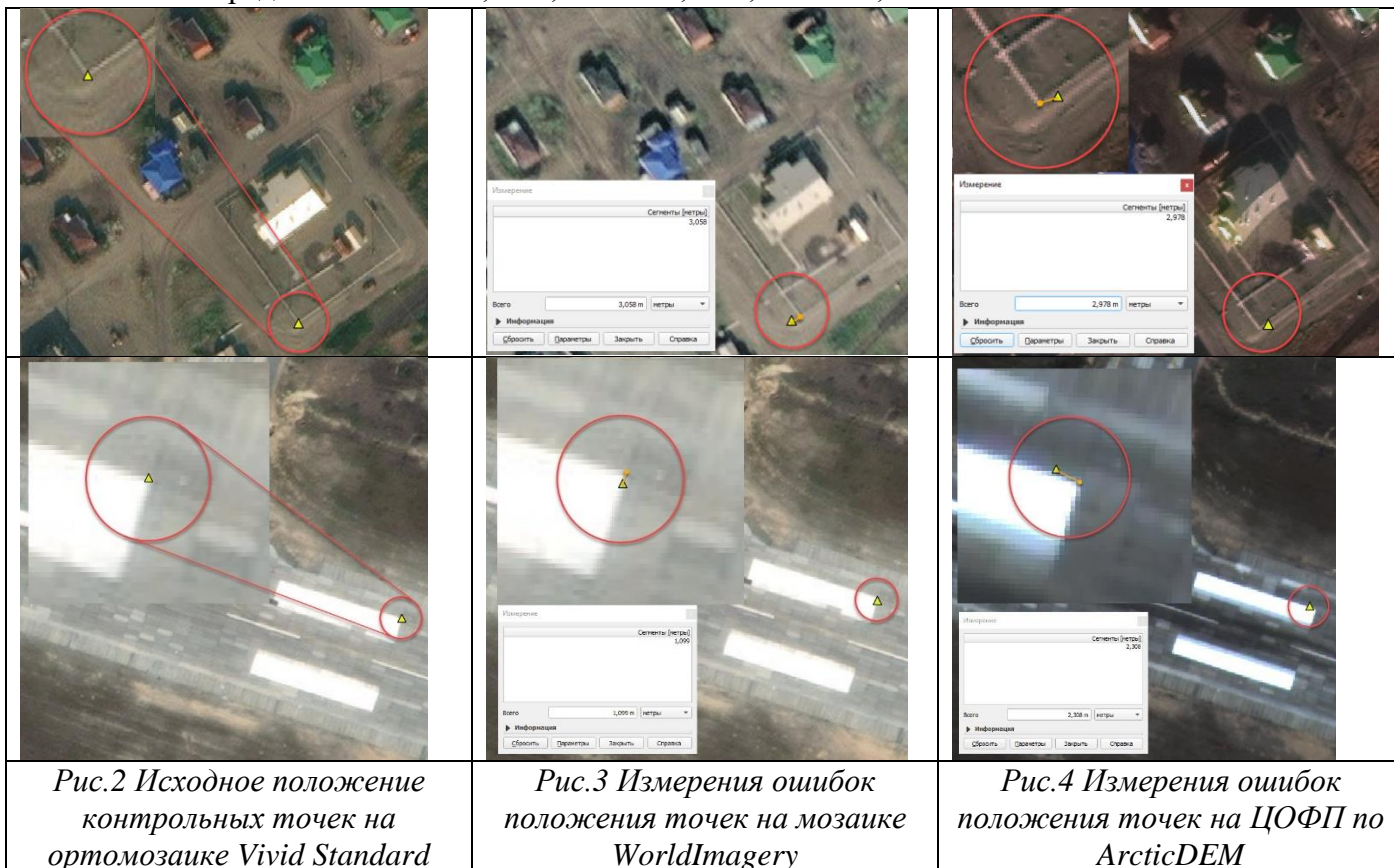 Измерение
Сегменты [метры]
3,058
Всего
3,058 m
метры
Информация
Сбросить
Параметры
Закрыть
Справка
Измерение
Сегменты [метры]
2,978
Всего
2,978 m
метры
Информация
Сбросить
Параметры
Закрыть
Справка
Измерение
Сегменты [метры]
1,099
Всего
1,099 m
метры
Информация
Сбросить
Параметры
Закрыть
Справка
Измерение
Сегменты [метры]
2,308
Всего
2,308 m
метры
Информация
Сбросить
Параметры
Закрыть
Справка
Рис.2 Исходное положение
контрольных точек на
ортомозаике Vivid Standard
Рис.3 Измерения ошибок
положения точек на мозаике
WorldImagery
Рис.4 Измерения ошибок
положения точек на ЦОФП по
ArcticDEM